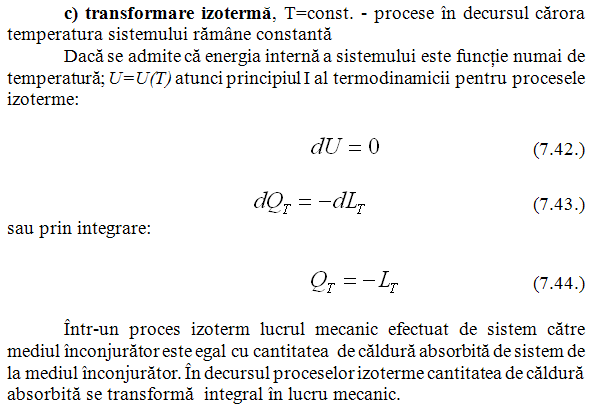 c) transformare izotermă, T=const. - procese în decursul cărora
temperatura sistemului rămâne constantă
Dacă se admite că energia internă a sistemului este funcție numai de
temperatură; U=U(T) atunci principiul I al termodinamicii pentru procesele
izoterme:
dU = 0 (7.42.)
dQ_T = −dL_T (7.43.)
sau prin integrare:
Q_T = −L_T (7.44.)
Într-un proces izoterm lucrul mecanic efectuat de sistem către
mediul înconjurător este egal cu cantitatea de căldură absorbită de sistem de
la mediul înconjurător. În decursul proceselor izoterme cantitatea de căldură
absorbită se transformă integral în lucru mecanic.